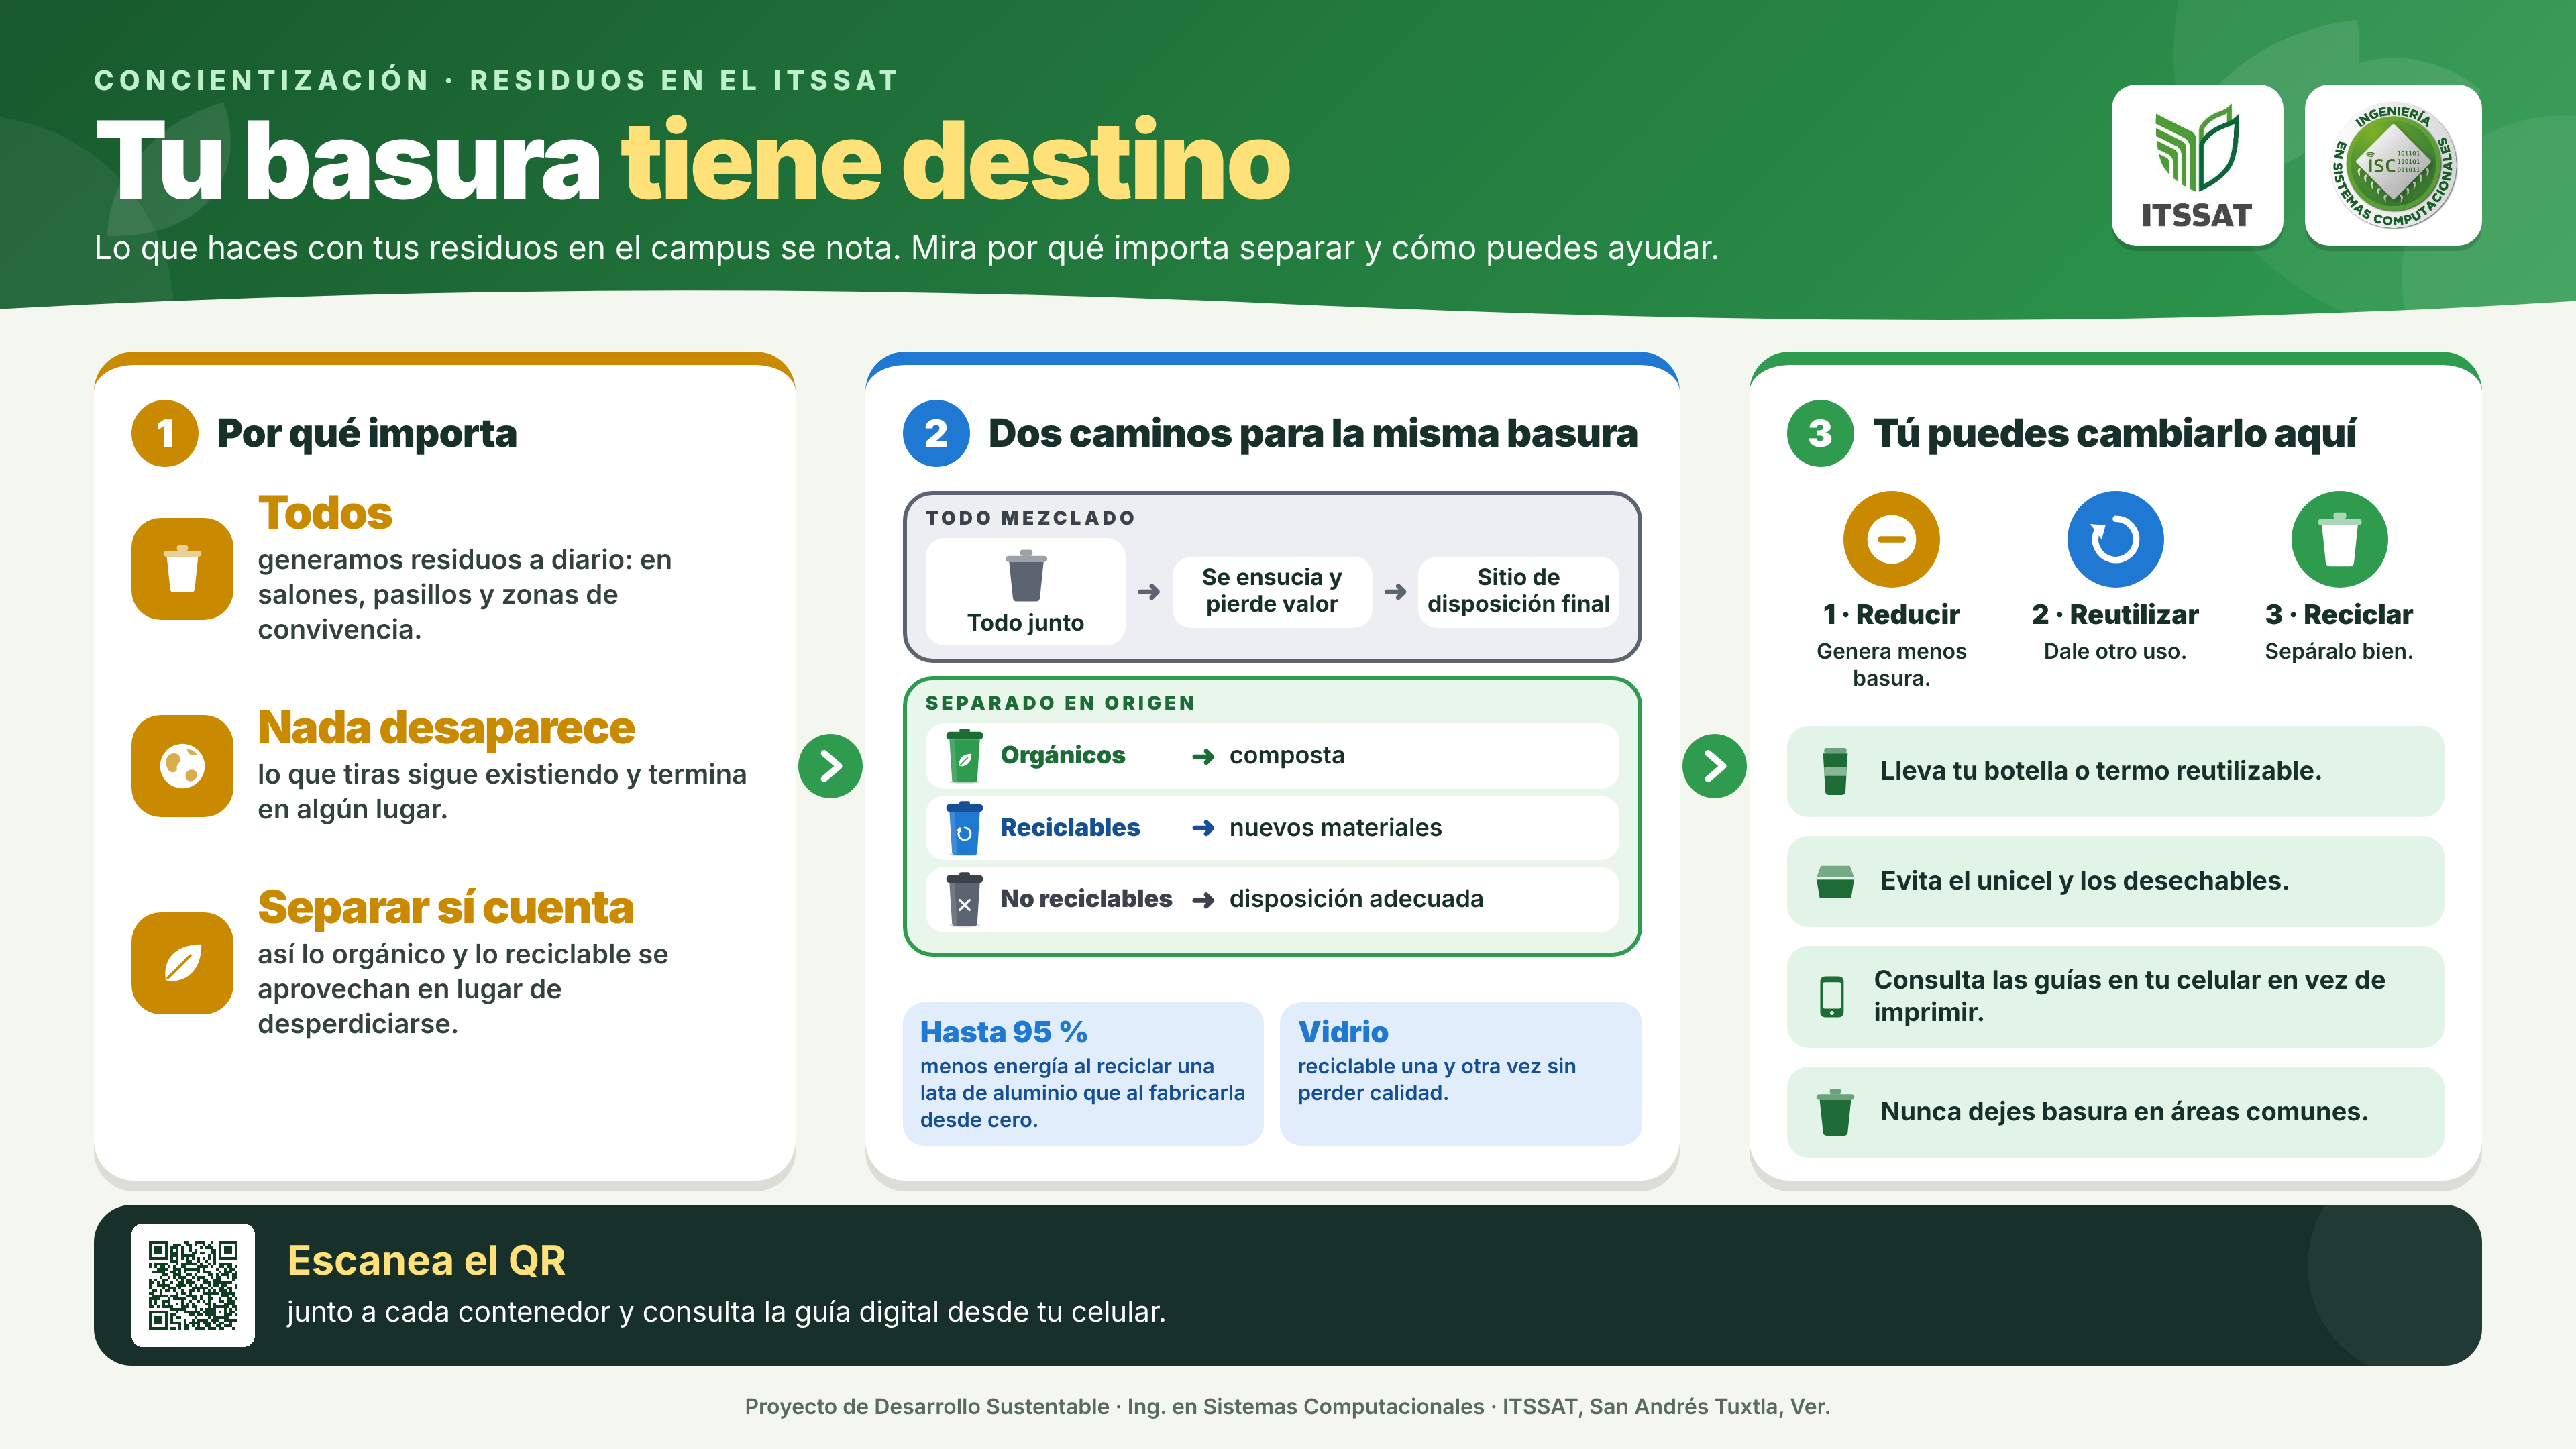 CONCIENTIZACIÓN · RESIDUOS EN EL ITSSAT
Tu basura tiene destino
Lo que haces con tus residuos en el campus se nota. Mira por qué importa separar y cómo puedes ayudar.
ITSSAT
INGENIERÍA
EN SISTEMAS COMPUTACIONALES
isc
101101
110101
011011
1 Por qué importa
Todos
generamos residuos a diario: en
salones, pasillos y zonas de
convivencia.
Nada desaparece
lo que tiras sigue existiendo y termina
en algún lugar.
Separar sí cuenta
así lo orgánico y lo reciclable se
aprovechan en lugar de
desperdiciarse.
2 Dos caminos para la misma basura
TODO MEZCLADO
Todo junto
➜
Se ensucia y
pierde valor
➜
Sitio de
disposición final
SEPARADO EN ORIGEN
Orgánicos ➜ composta
Reciclables ➜ nuevos materiales
No reciclables ➜ disposición adecuada
Hasta 95 %
menos energía al reciclar una
lata de aluminio que al fabricarla
desde cero.
Vidrio
reciclable una y otra vez sin
perder calidad.
3 Tú puedes cambiarlo aquí
1 · Reducir
Genera menos
basura.
2 · Reutilizar
Dale otro uso.
3 · Reciclar
Sepáralo bien.
Lleva tu botella o termo reutilizable.
Evita el unicel y los desechables.
Consulta las guías en tu celular en vez de
imprimir.
Nunca dejes basura en áreas comunes.
Escanea el QR
junto a cada contenedor y consulta la guía digital desde tu celular.
Proyecto de Desarrollo Sustentable · Ing. en Sistemas Computacionales · ITSSAT, San Andrés Tuxtla, Ver.